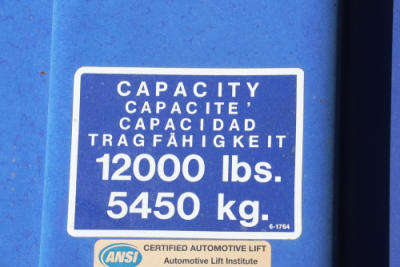 CAPACITY
CAPACITE'
CAPACIDAD
TRAGFÄHIGKEIT
12000 lbs.
5450 kg.
6-1764
ANSI
CERTIFIED AUTOMOTIVE LIFT
Automotive Lift Institute